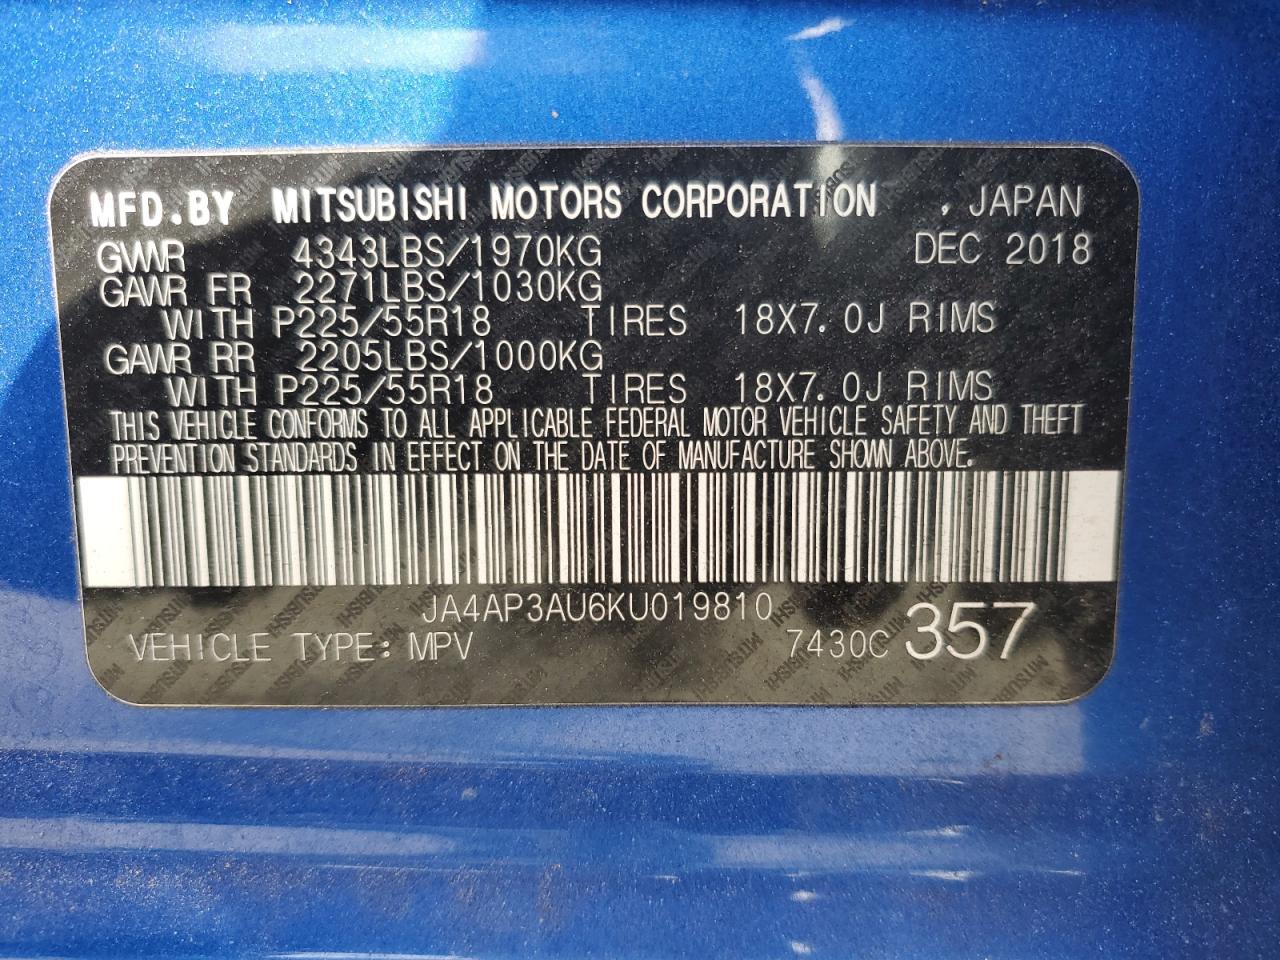 MFD.BY MITSUBISHI MOTORS CORPORATION , JAPAN
GVWR 4343LBS/1970KG DEC 2018
GAWR FR 2271LBS/1030KG
WITH P225/55R18 TIRES 18X7.0J RIMS
GAWR RR 2205LBS/1000KG
WITH P225/55R18 TIRES 18X7.0J RIMS
THIS VEHICLE CONFORMS TO ALL APPLICABLE FEDERAL MOTOR VEHICLE SAFETY AND THEFT
PREVENTION STANDARDS IN EFFECT ON THE DATE OF MANUFACTURE SHOWN ABOVE.
JA4AP3AU6KU019810
VEHICLE TYPE: MPV 7430C 357